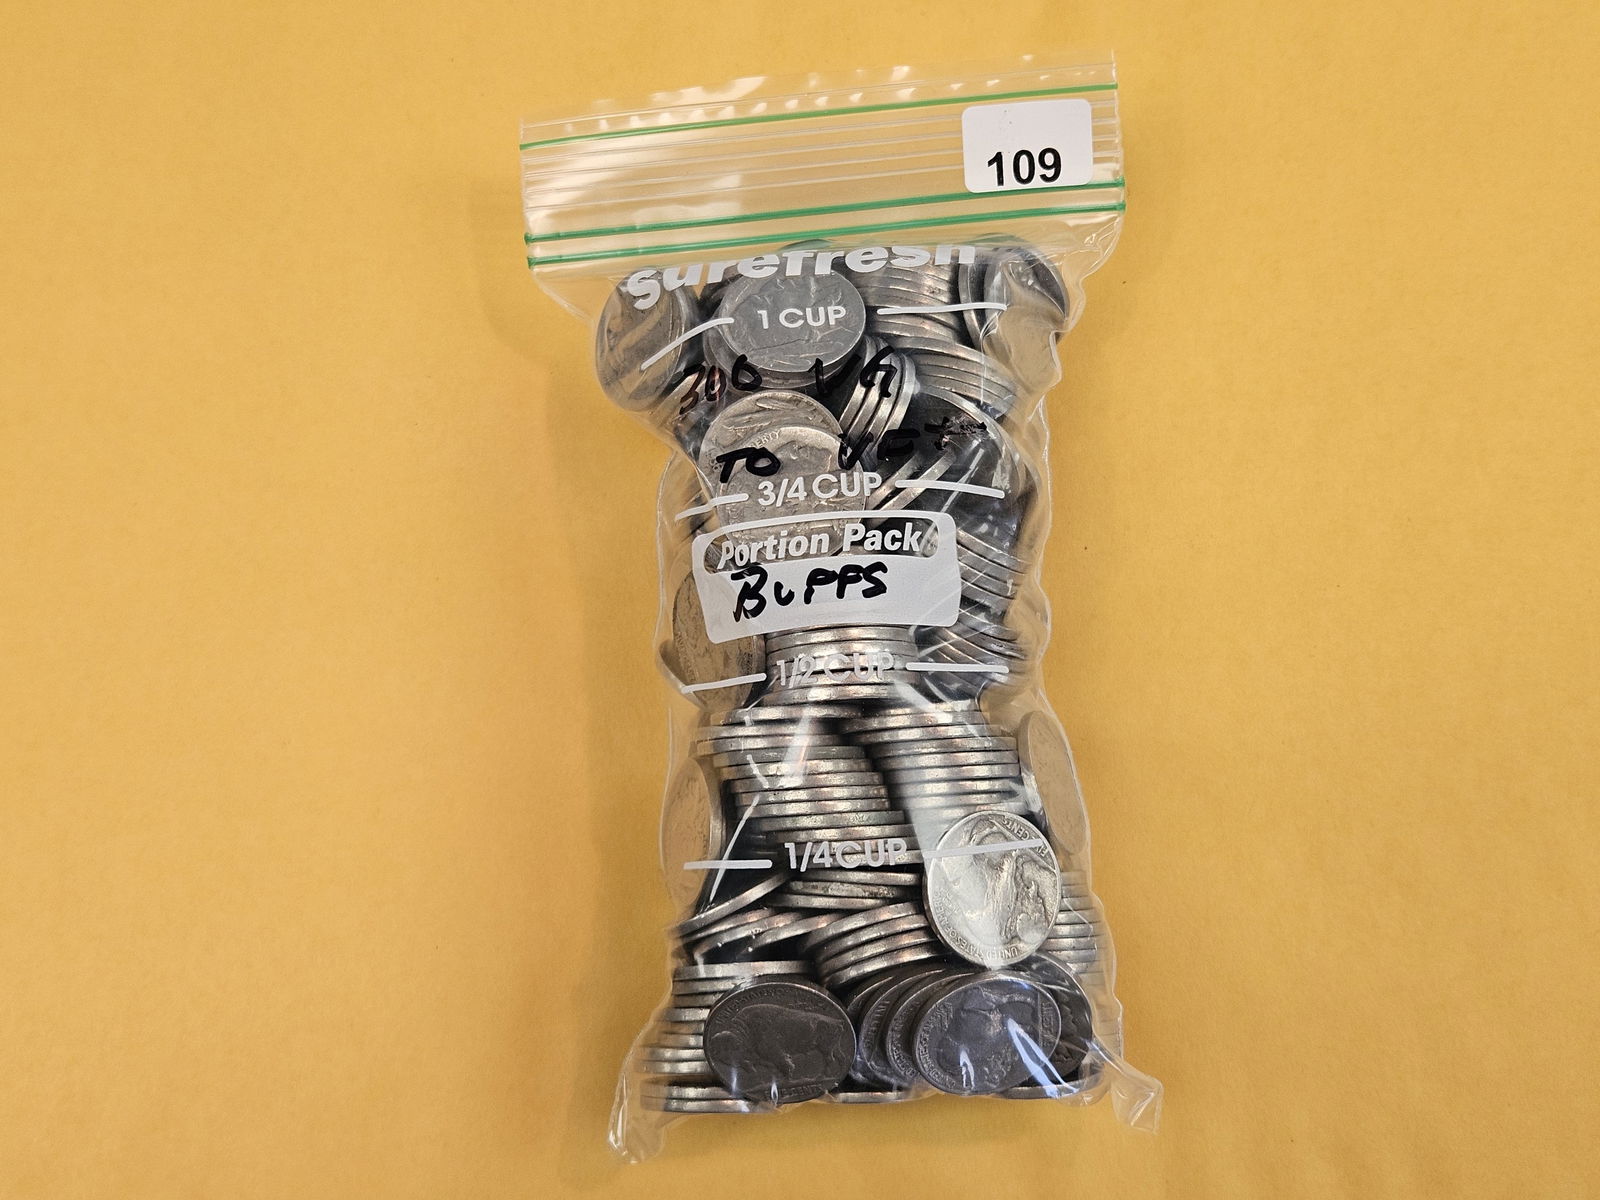 109
surefresh
1 CUP
300 VG
TO VF+
3/4 CUP
Portion Pack
BUFFS
1/2 CUP
1/4 CUP